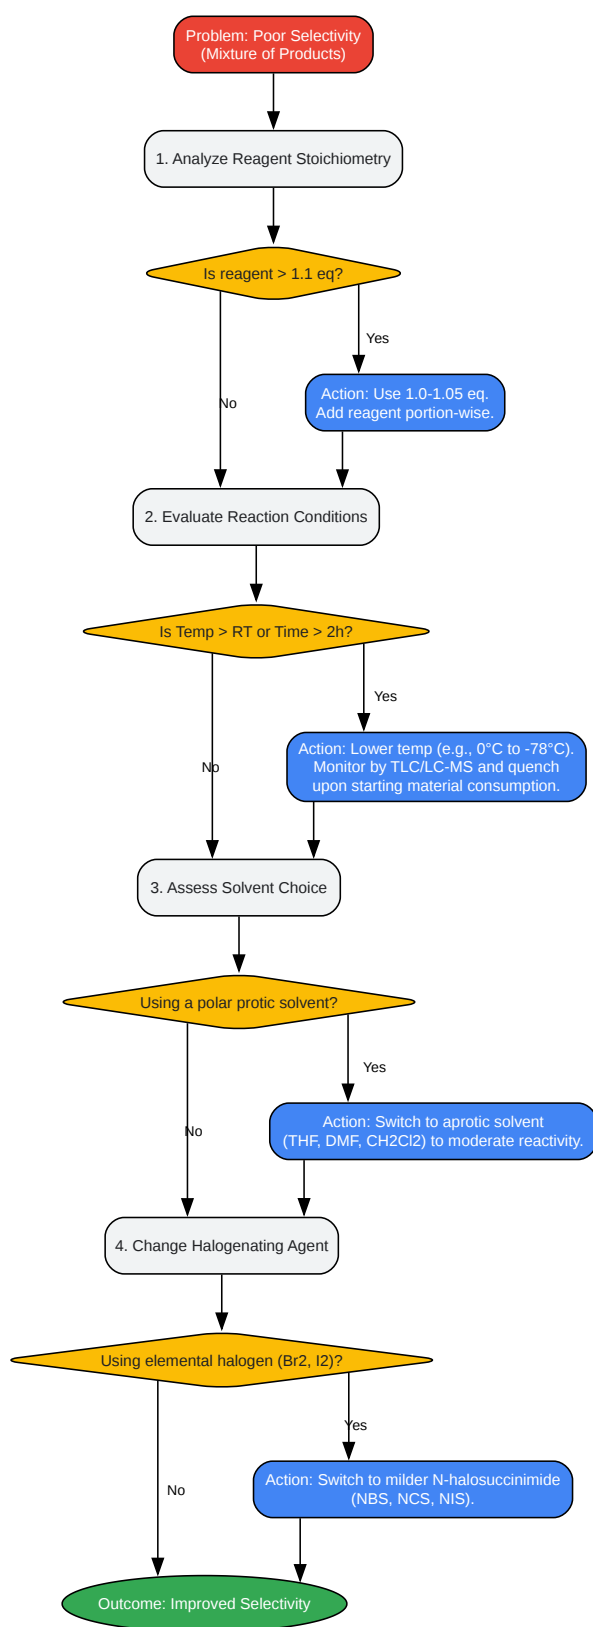 Problem: Poor Selectivity
(Mixture of Products)
1. Analyze Reagent Stoichiometry
Is reagent > 1.1 eq?
Yes
Action: Use 1.0-1.05 eq.
Add reagent portion-wise.
No
2. Evaluate Reaction Conditions
Is Temp > RT or Time > 2h?
Yes
Action: Lower temp (e.g., 0°C to -78°C).
Monitor by TLC/LC-MS and quench
upon starting material consumption.
No
3. Assess Solvent Choice
Using a polar protic solvent?
Yes
Action: Switch to aprotic solvent
(THF, DMF, CH2Cl2) to moderate reactivity.
No
4. Change Halogenating Agent
Using elemental halogen (Br2, I2)?
Yes
Action: Switch to milder N-halosuccinimide
(NBS, NCS, NIS).
No
Outcome: Improved Selectivity